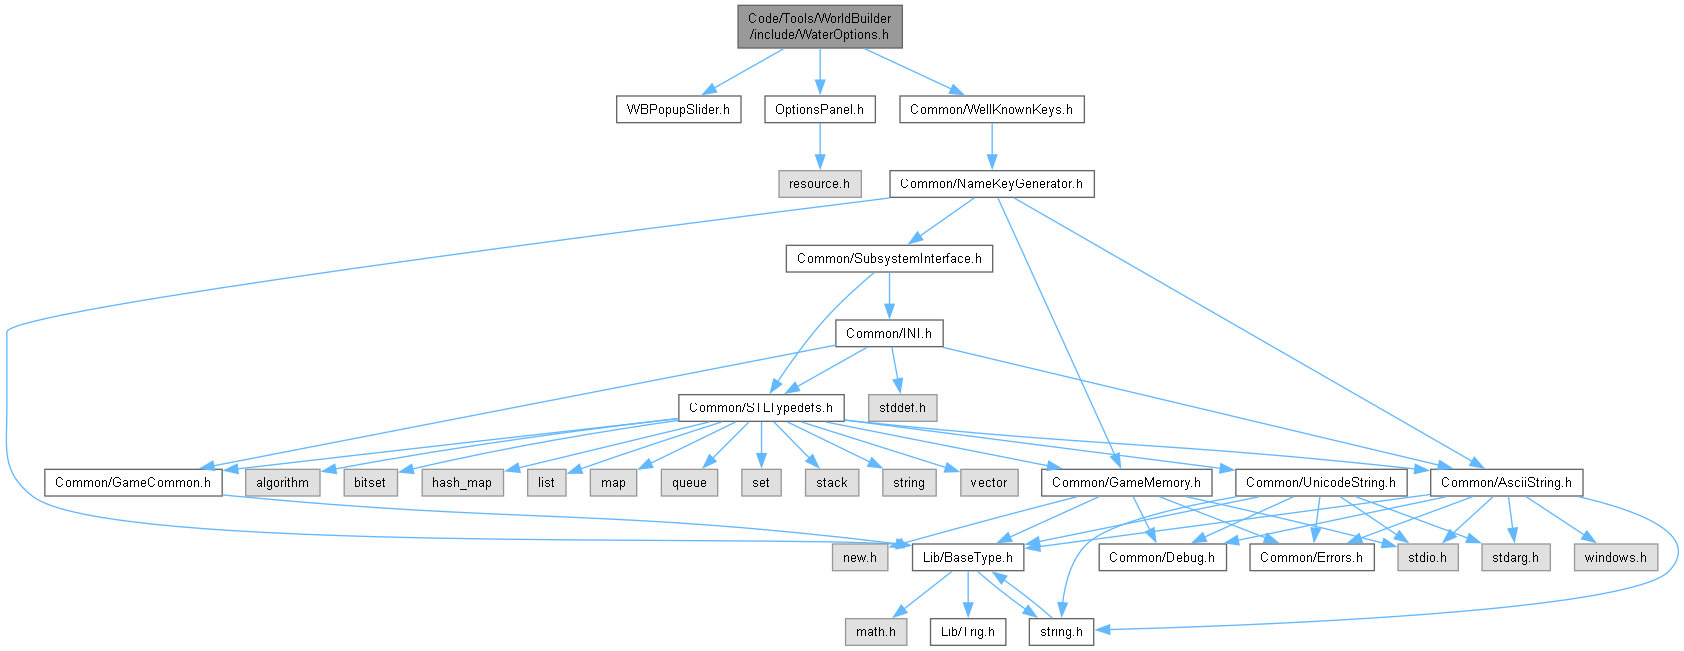 Code/Tools/WorldBuilder
/include/WaterOptions.h
WBPopupSlider.h
OptionsPanel.h
Common/WellKnownKeys.h
resource.h
Common/NameKeyGenerator.h
Common/SubsystemInterface.h
Common/INI.h
Common/STLTypedefs.h
stddef.h
Common/GameCommon.h
algorithm
bitset
hash_map
list
map
queue
set
stack
string
vector
Common/GameMemory.h
Common/UnicodeString.h
Common/AsciiString.h
new.h
Lib/BaseType.h
Common/Debug.h
Common/Errors.h
stdio.h
stdarg.h
windows.h
math.h
Lib/Trig.h
string.h